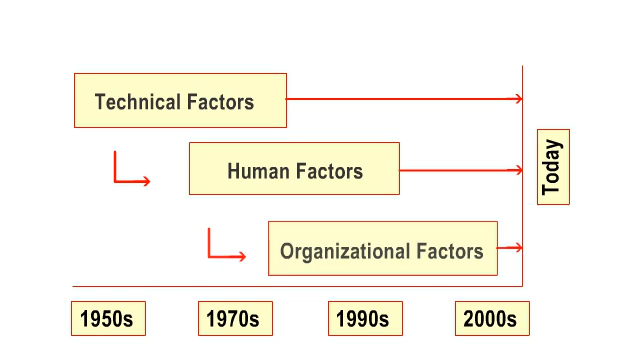 Technical Factors
Human Factors
Today
Organizational Factors
1950s
1970s
1990s
2000s